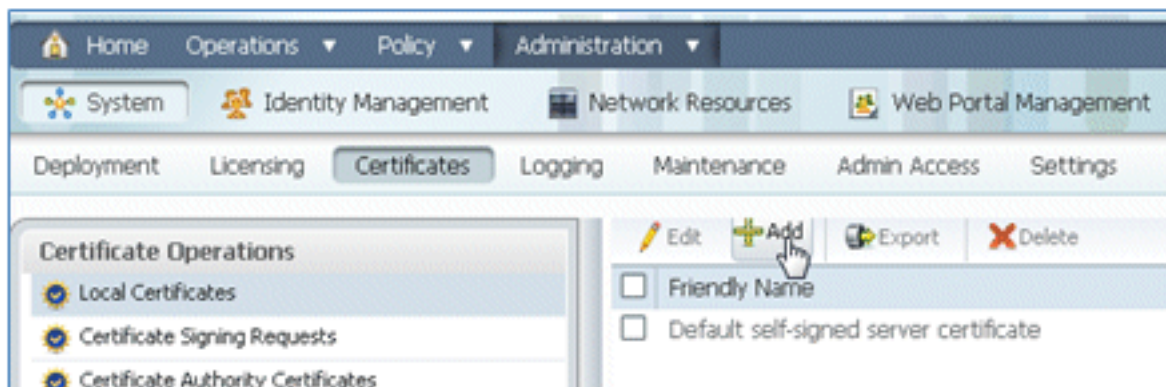 Home Operations ▼ Policy ▼ Administration ▼
System Identity Management Network Resources Web Portal Management
Deployment Licensing Certificates Logging Maintenance Admin Access Settings
Certificate Operations
Local Certificates
Certificate Signing Requests
Certificate Authority Certificates
Edit Add Export Delete
Friendly Name
Default self-signed server certificate